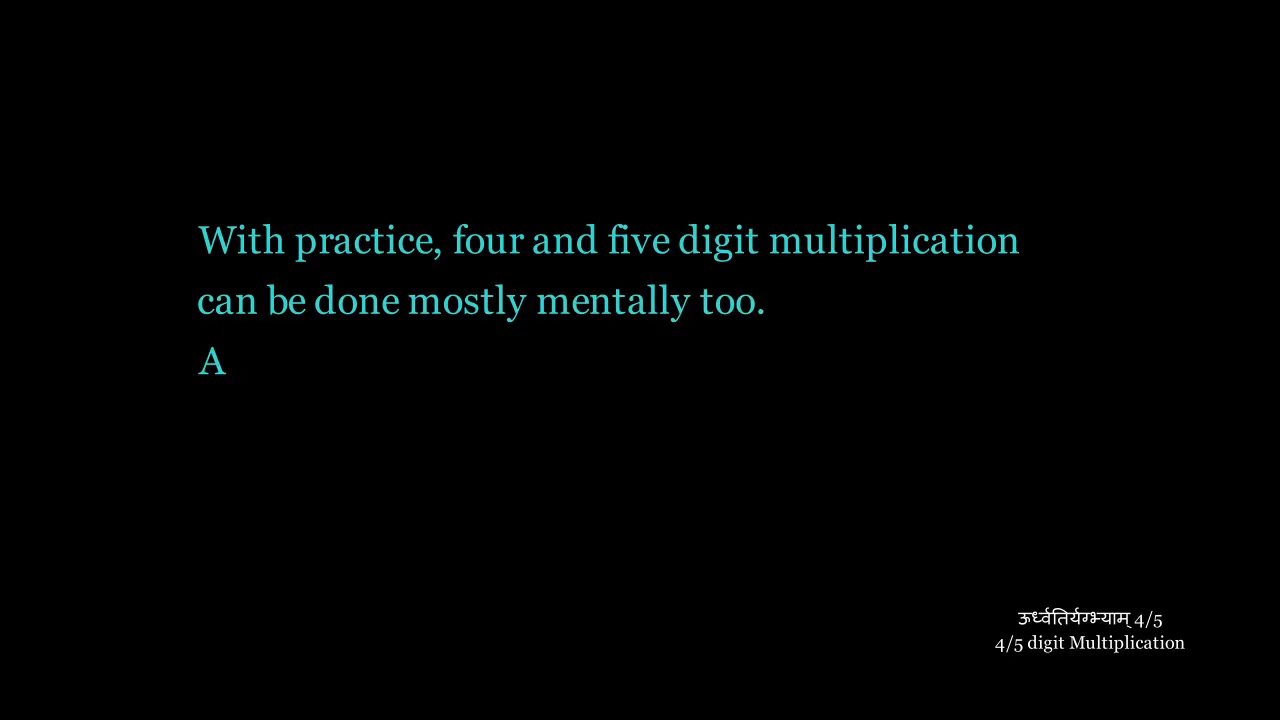 With practice, four and five digit multiplication
can be done mostly mentally too.
A
ऊर्ध्वतिर्यग्भ्याम् 4/5
4/5 digit Multiplication